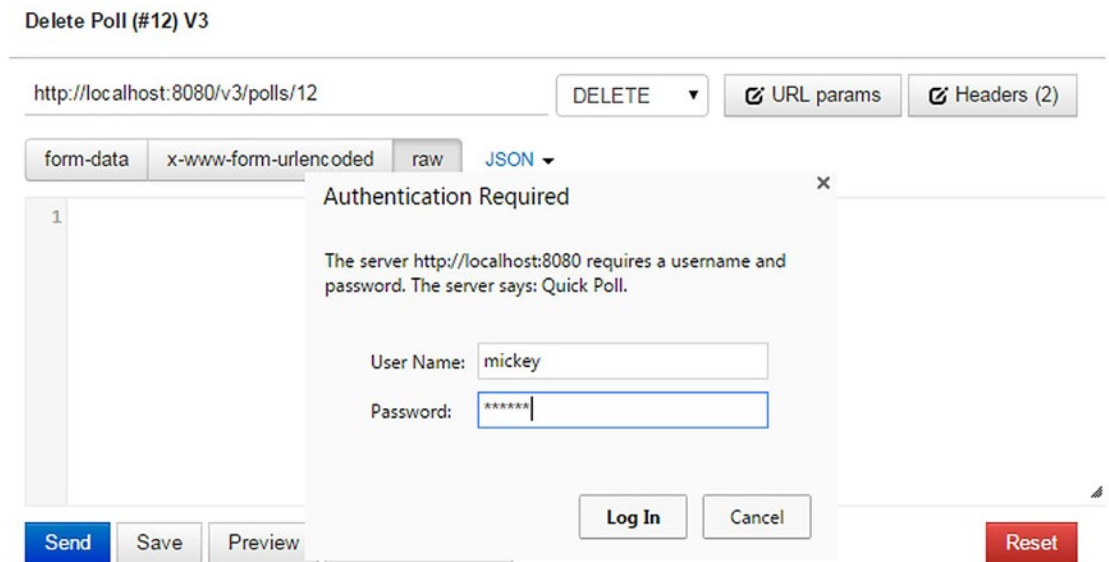 Delete Poll (#12) V3
http://localhost:8080/v3/polls/12
DELETE
URL params
Headers (2)
form-data
x-www-form-urlencoded
raw
JSON
1
Authentication Required
The server http://localhost:8080 requires a username and
password. The server says: Quick Poll.
User Name: mickey
Password: ******
Log In
Cancel
Send
Save
Preview
Reset